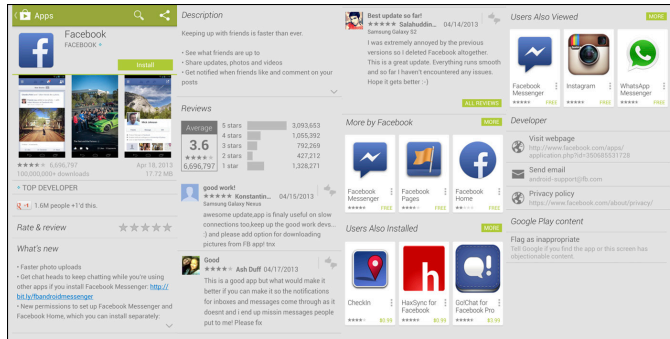 Apps
Facebook
FACEBOOK
Install
6,696,797
Apr 18, 2013
100,000,000+ downloads
17.72 MB
TOP DEVELOPER
+1
1.6M people +1'd this.
Rate & review
What's new
• Faster photo uploads
• Get chat heads to keep chatting while you're using
other apps if you install Facebook Messenger: http://
bit.ly/fbandroidmessenger
• New permissions to set up Facebook Messenger and
Facebook Home, which you can install separately:
Description
Keeping up with friends is faster than ever.
• See what friends are up to
• Share updates, photos and videos
• Get notified when friends like and comment on your
posts
Reviews
Average
3.6
6,696,797
5 stars 3,093,653
4 stars 1,055,392
3 stars 792,269
2 stars 427,212
1 star 1,328,271
good work!
Konstantin... 04/15/2013
Samsung Galaxy Nexus
awesome update,app is finaly useful on slow
connections too,keep up the good work devs...
:) and please add option for downloading
pictures from FB app! tnx
Good
Ash Duff 04/17/2013
This is a good app but what would make it
better if you can make it so the notifications
for inboxes and messages come through as it
doesnt and i end up missin messages people
put to me! Please fix
Best update so far!
Salahuddin... 04/14/2013
Samsung Galaxy S2
I was extremely annoyed by the previous
versions so I deleted Facebook altogether.
This is a great update. Everything runs smooth
and so far I haven't encountered any issues.
Hope it gets better :-)
ALL REVIEWS
More by Facebook
MORE
Facebook
Messenger
FREE
Facebook
Pages
FREE
Facebook
Home
FREE
Users Also Installed
MORE
CheckIn
$0.99
HaxSync for
Facebook
$0.99
Go!Chat for
Facebook Pro
$2.99
Users Also Viewed
MORE
Facebook
Messenger
FREE
Instagram
FREE
WhatsApp
Messenger
FREE
Developer
Visit webpage
http://www.facebook.com/apps/
application.php?id=350685531728
Send email
android-support@fb.com
Privacy policy
https://www.facebook.com/about/privacy/
Google Play content
Flag as inappropriate
Tell Google if you find the app or this screen has
objectionable content